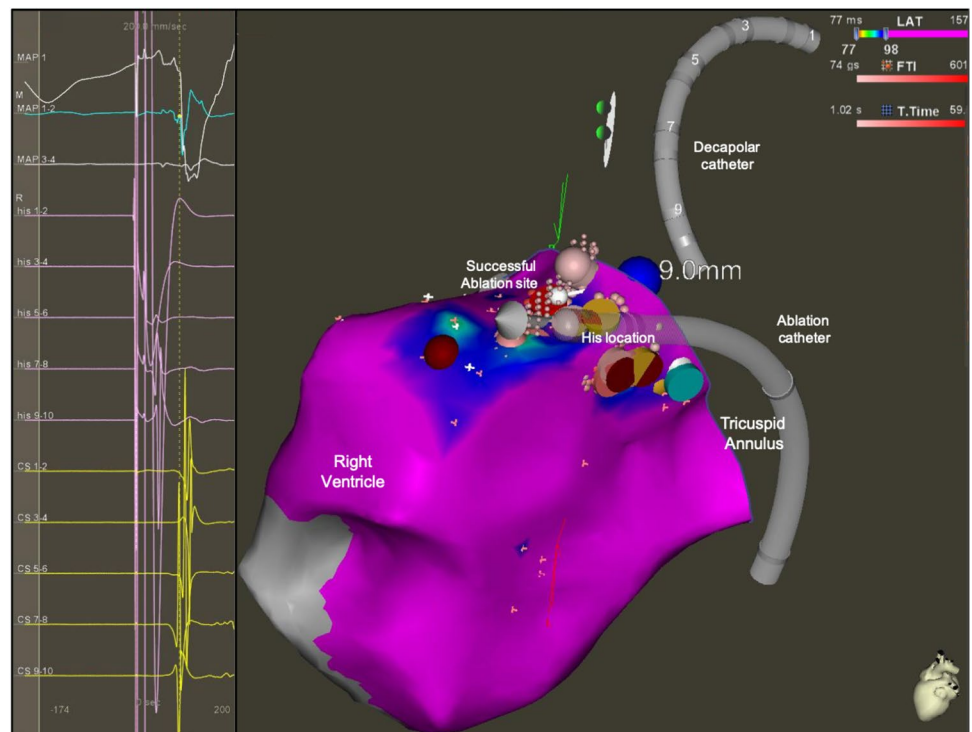 200.0 mm/sec
MAP 1
M
MAP 1-2
MAP 3-4
R
his 1-2
his 3-4
his 5-6
his 7-8
his 9-10
CS 1-2
CS 3-4
CS 5-6
CS 7-8
CS 9-10
-174
0 sec
200
77 ms LAT 157
77 98
74 gs FTI 601
1.02 s T.Time 59.
1
3
5
7
9
Decapolar
catheter
9.0mm
Successful
Ablation site
His location
Ablation
catheter
Tricuspid
Annulus
Right
Ventricle